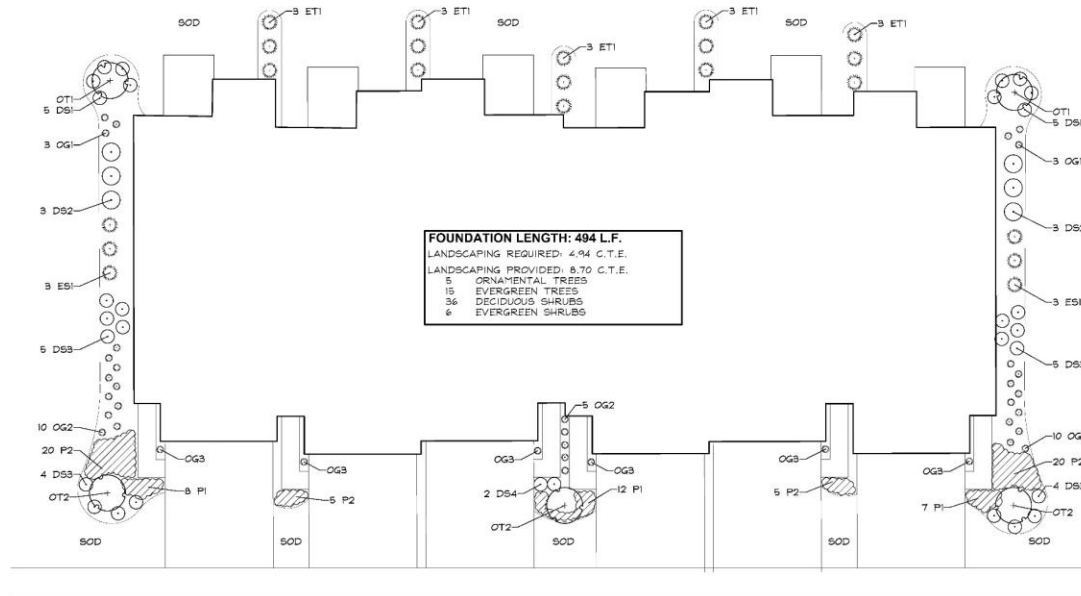 3 ET1
3 ET1
3 ET1
3 ET1
SOD
SOD
SOD
3 ET1
OT1
5 DS1
OT1
5 DS1
3 OG1
3 OG1
3 DS2
3 DS2
FOUNDATION LENGTH: 494 L.F.
LANDSCAPING REQUIRED: 4.94 C.T.E.
LANDSCAPING PROVIDED: 8.70 C.T.E.
5 ORNAMENTAL TREES
15 EVERGREEN TREES
36 DECIDUOUS SHRUBS
6 EVERGREEN SHRUBS
3 ES1
3 ES1
5 DS3
5 DS3
5 OG2
10 OG2
10 OG
20 P2
OG3
OG3
OG3
OG3
OG3
OG3
20 P2
4 DS3
8 P1
5 P2
2 DS4
12 P1
5 P2
4 DS3
OT2
7 P1
OT2
OT2
SOD
SOD
SOD
SOD
SOD